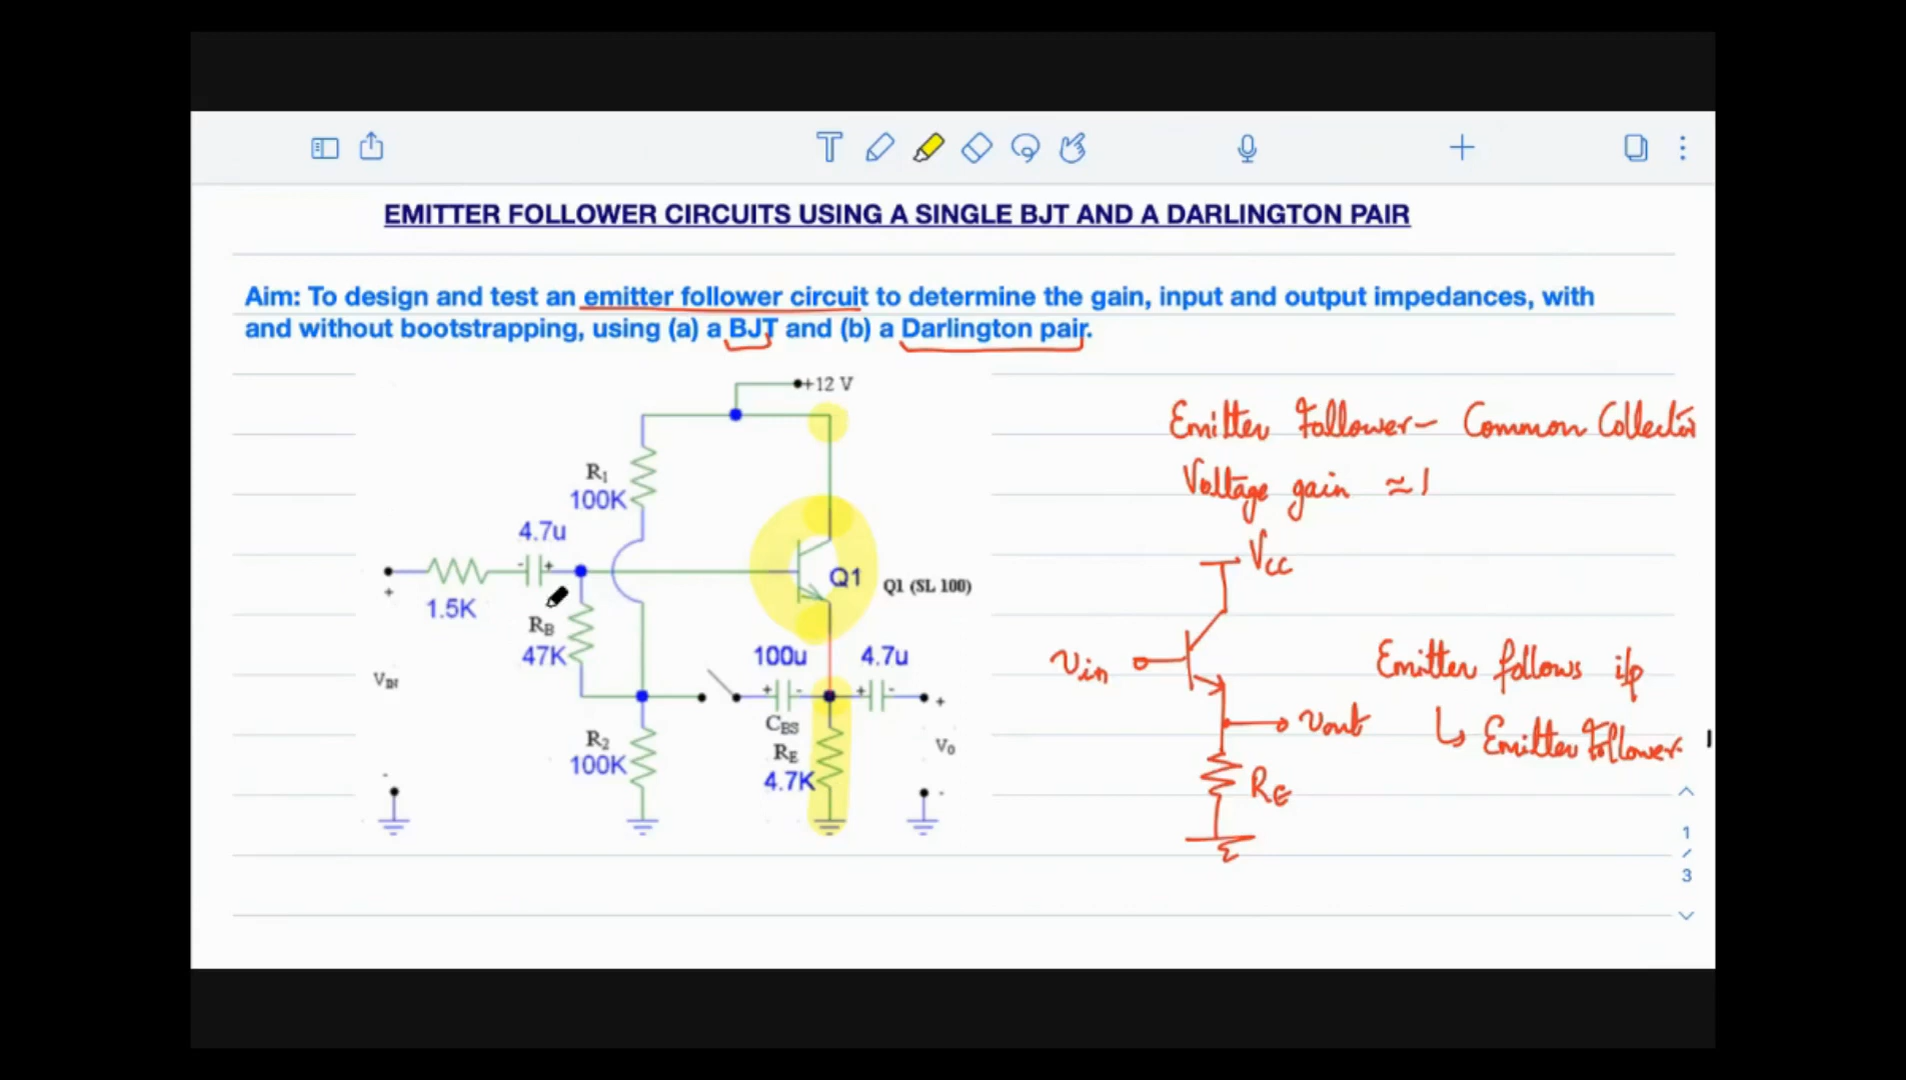 EMITTER FOLLOWER CIRCUITS USING A SINGLE BJT AND A DARLINGTON PAIR
Aim: To design and test an emitter follower circuit to determine the gain, input and output impedances, with
and without bootstrapping, using (a) a BJT and (b) a Darlington pair.
+12 V
R1
100K
4.7u
- +
+
1.5K
RB
47K
VIN
Q1
Q1 (SL 100)
100u
4.7u
+ -
+ -
+
CBS
R2
100K
RE
4.7K
V0
-
-
Emitter Follower - Common Collector
Voltage gain ≈ 1
Vcc
Vin
Vout
RE
Emitter follows i/p
↳ Emitter Follower
1
/
3